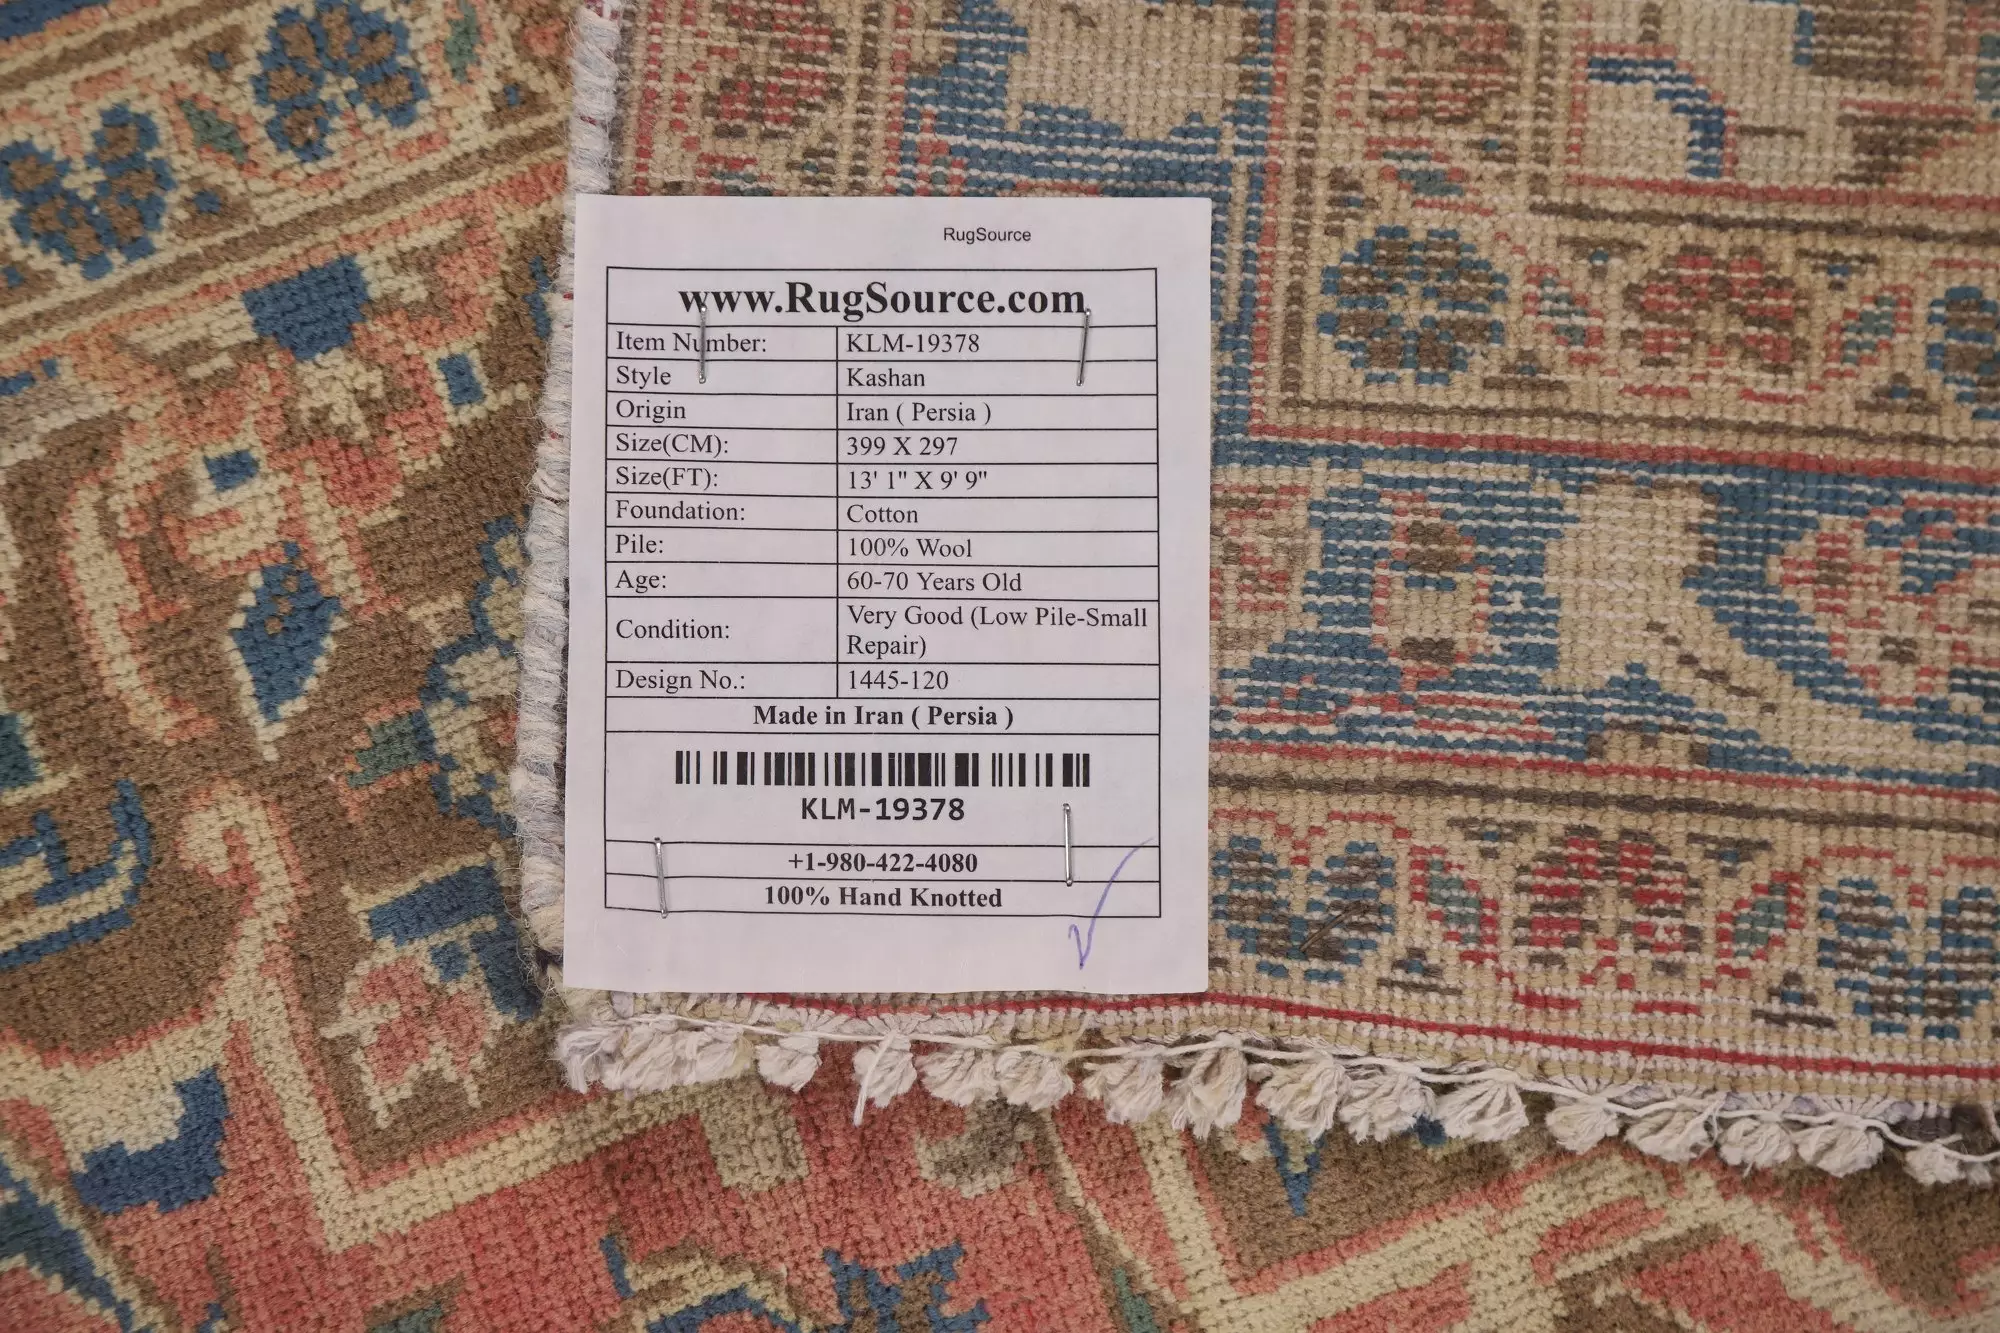 RugSource
www.RugSource.com
Item Number: KLM-19378
Style Kashan
Origin Iran ( Persia )
Size(CM): 399 X 297
Size(FT): 13' 1" X 9' 9"
Foundation: Cotton
Pile: 100% Wool
Age: 60-70 Years Old
Condition: Very Good (Low Pile-Small
Repair)
Design No.: 1445-120
Made in Iran ( Persia )
KLM-19378
+1-980-422-4080
100% Hand Knotted